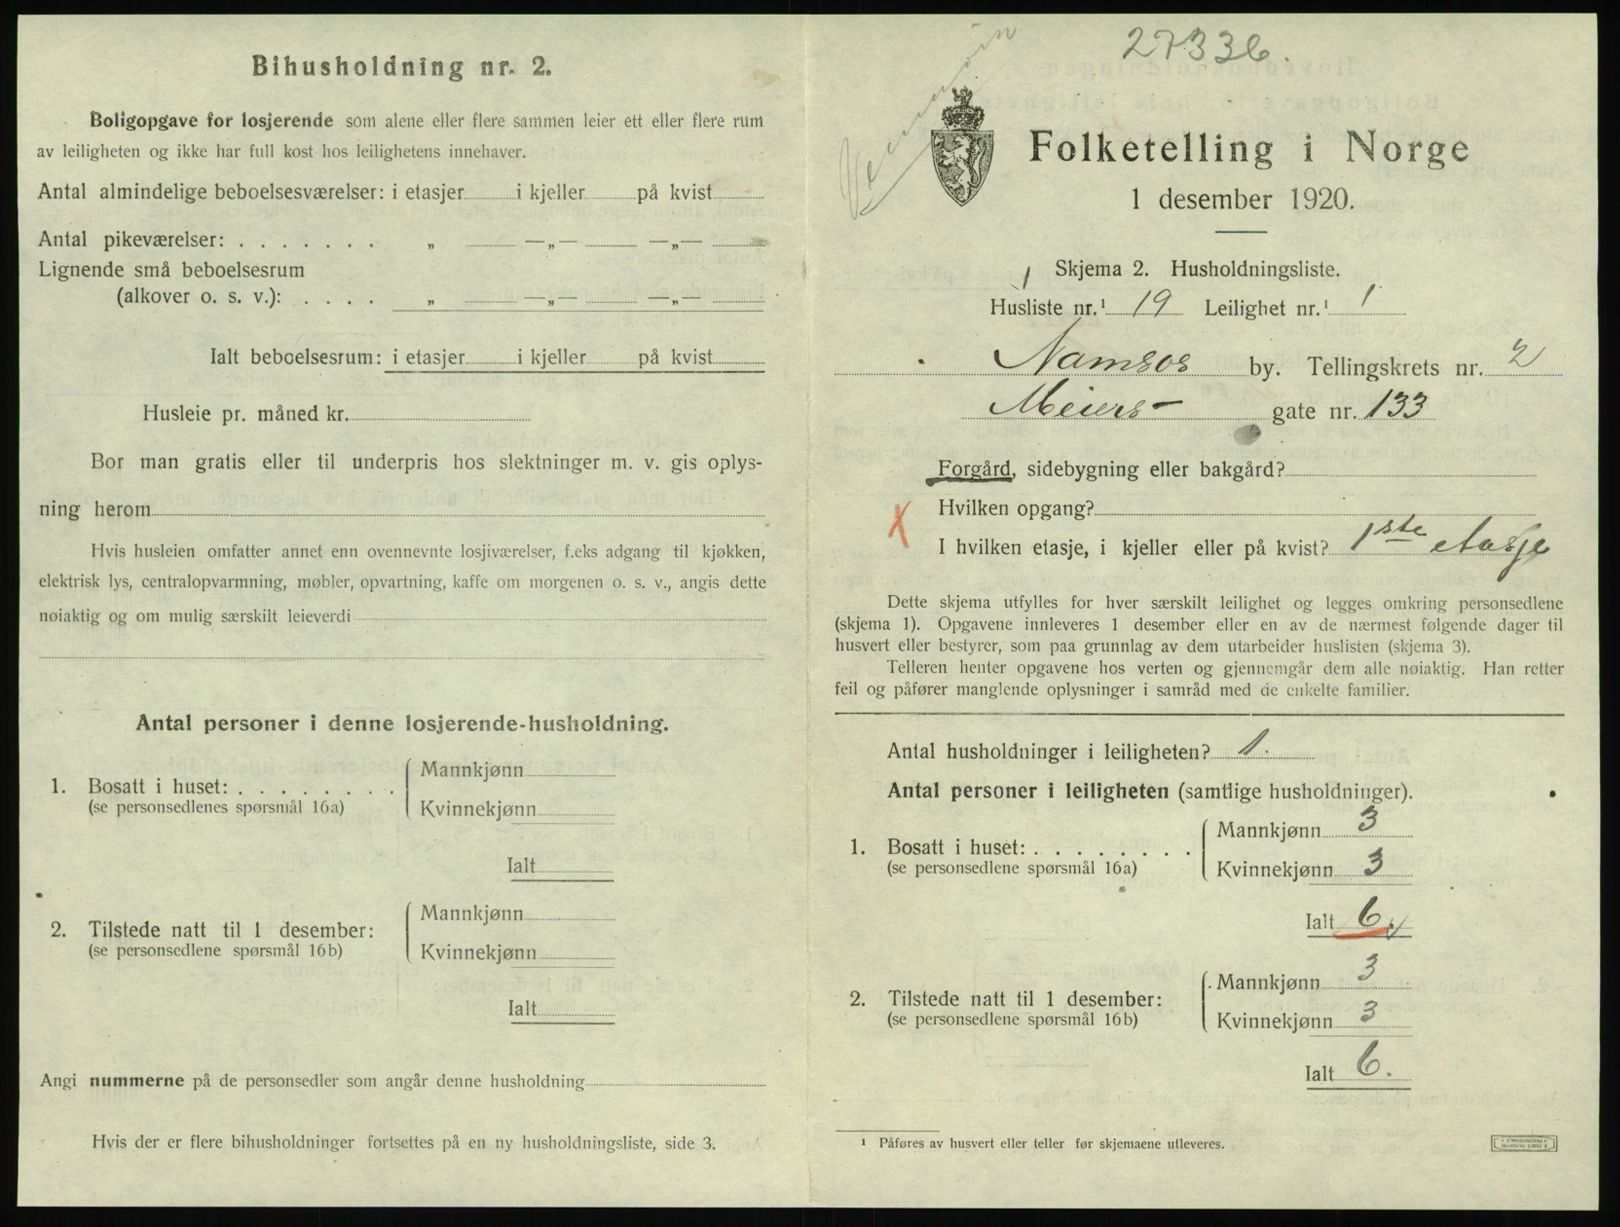 Bihusholdning nr. 2.
Boligopgave for losjerende som alene eller flere sammen leier ett eller flere rum
av leiligheten og ikke har full kost hos leilighetens innehaver.
Antal almindelige beboelsesværelser: i etasjer i kjeller på kvist
Antal pikeværelser: . . . . . . . „ —„— —„—
Lignende små beboelsesrum
(alkover o. s. v.): . . . . „ —„— —„—
Ialt beboelsesrum: i etasjer i kjeller på kvist
Husleie pr. måned kr.
Bor man gratis eller til underpris hos slektninger m. v. gis oplys-
ning herom
Hvis husleien omfatter annet enn ovennevnte losjiværelser, f.eks adgang til kjøkken,
elektrisk lys, centralopvarmning, møbler, opvartning, kaffe om morgenen o. s. v., angis dette
nøiaktig og om mulig særskilt leieverdi
Antal personer i denne losjerende-husholdning.
1. Bosatt i huset: . . . . . . . .
(se personsedlenes spørsmål 16a)
Mannkjønn
Kvinnekjønn
Ialt
2. Tilstede natt til 1 desember:
(se personsedlene spørsmål 16b)
Mannkjønn
Kvinnekjønn
Ialt
Angi nummerne på de personsedler som angår denne husholdning
Hvis der er flere bihusholdninger fortsettes på en ny husholdningsliste, side 3.
27336.
Folketelling i Norge
1 desember 1920.
Skjema 2. Husholdningsliste.
Husliste nr.¹ 19 Leilighet nr.¹ 1
Namsos by. Tellingskrets nr. 2
Meiers- gate nr. 133
Forgård, sidebygning eller bakgård?
X Hvilken opgang?
I hvilken etasje, i kjeller eller på kvist? 1ste etasje
Dette skjema utfylles for hver særskilt leilighet og legges omkring personsedlene
(skjema 1). Opgavene innleveres 1 desember eller en av de nærmest følgende dager til
husvert eller bestyrer, som paa grunnlag av dem utarbeider huslisten (skjema 3).
Telleren henter opgavene hos verten og gjennemgår dem alle nøiaktig. Han retter
feil og påfører manglende oplysninger i samråd med de enkelte familier.
Antal husholdninger i leiligheten? 1.
Antal personer i leiligheten (samtlige husholdninger).
1. Bosatt i huset: . . . . . . . .
(se personsedlene spørsmål 16a)
Mannkjønn 3
Kvinnekjønn 3
Ialt 6
2. Tilstede natt til 1 desember:
(se personsedlene spørsmål 16b)
Mannkjønn 3
Kvinnekjønn 3
Ialt 6.
¹ Påføres av husvert eller teller før skjemaene utleveres.